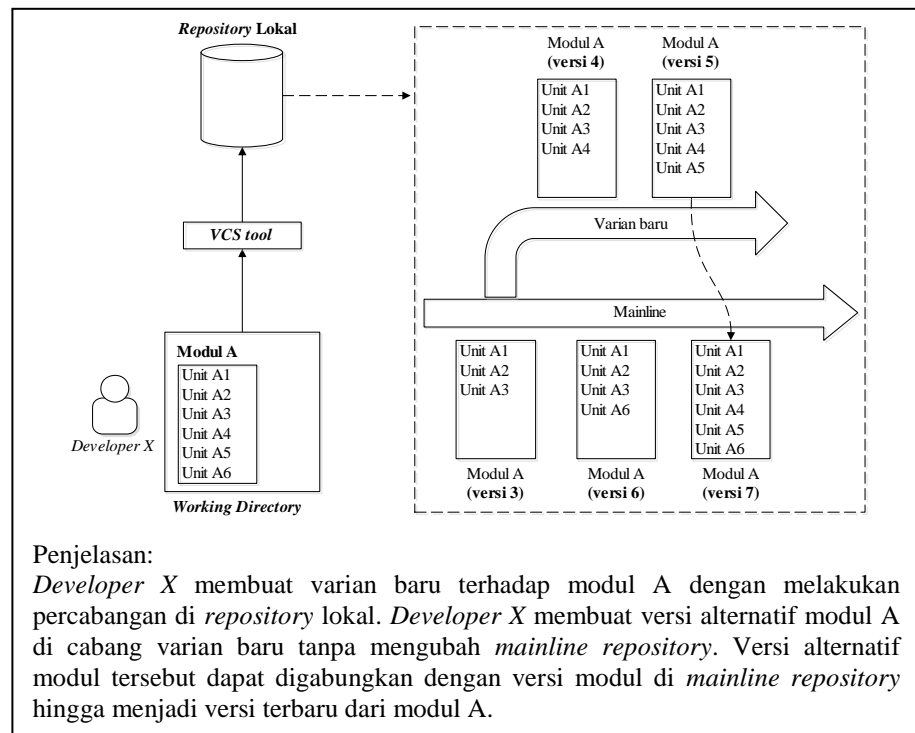 Repository Lokal
VCS tool
Modul A
Unit A1
Unit A2
Unit A3
Unit A4
Unit A5
Unit A6
Developer X
Working Directory
Modul A
(versi 4)
Unit A1
Unit A2
Unit A3
Unit A4
Modul A
(versi 5)
Unit A1
Unit A2
Unit A3
Unit A4
Unit A5
Varian baru
Mainline
Unit A1
Unit A2
Unit A3
Modul A
(versi 3)
Unit A1
Unit A2
Unit A3
Unit A6
Modul A
(versi 6)
Unit A1
Unit A2
Unit A3
Unit A4
Unit A5
Unit A6
Modul A
(versi 7)
Penjelasan:
Developer X membuat varian baru terhadap modul A dengan melakukan
percabangan di repository lokal. Developer X membuat versi alternatif modul A
di cabang varian baru tanpa mengubah mainline repository. Versi alternatif
modul tersebut dapat digabungkan dengan versi modul di mainline repository
hingga menjadi versi terbaru dari modul A.